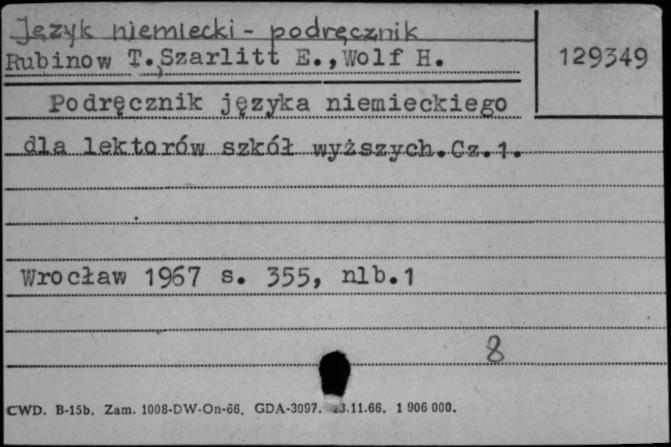 Język niemiecki - podręcznik
Rubinow T.,Szarlitt E.,Wolf H.
129349
Podręcznik języka niemieckiego
dla lektorów szkół wyższych.Cz.1.
Wrocław 1967 s. 355, nlb.1
8
CWD. B-15b. Zam. 1008-DW-On-66. GDA-3097. 23.11.66. 1 906 000.